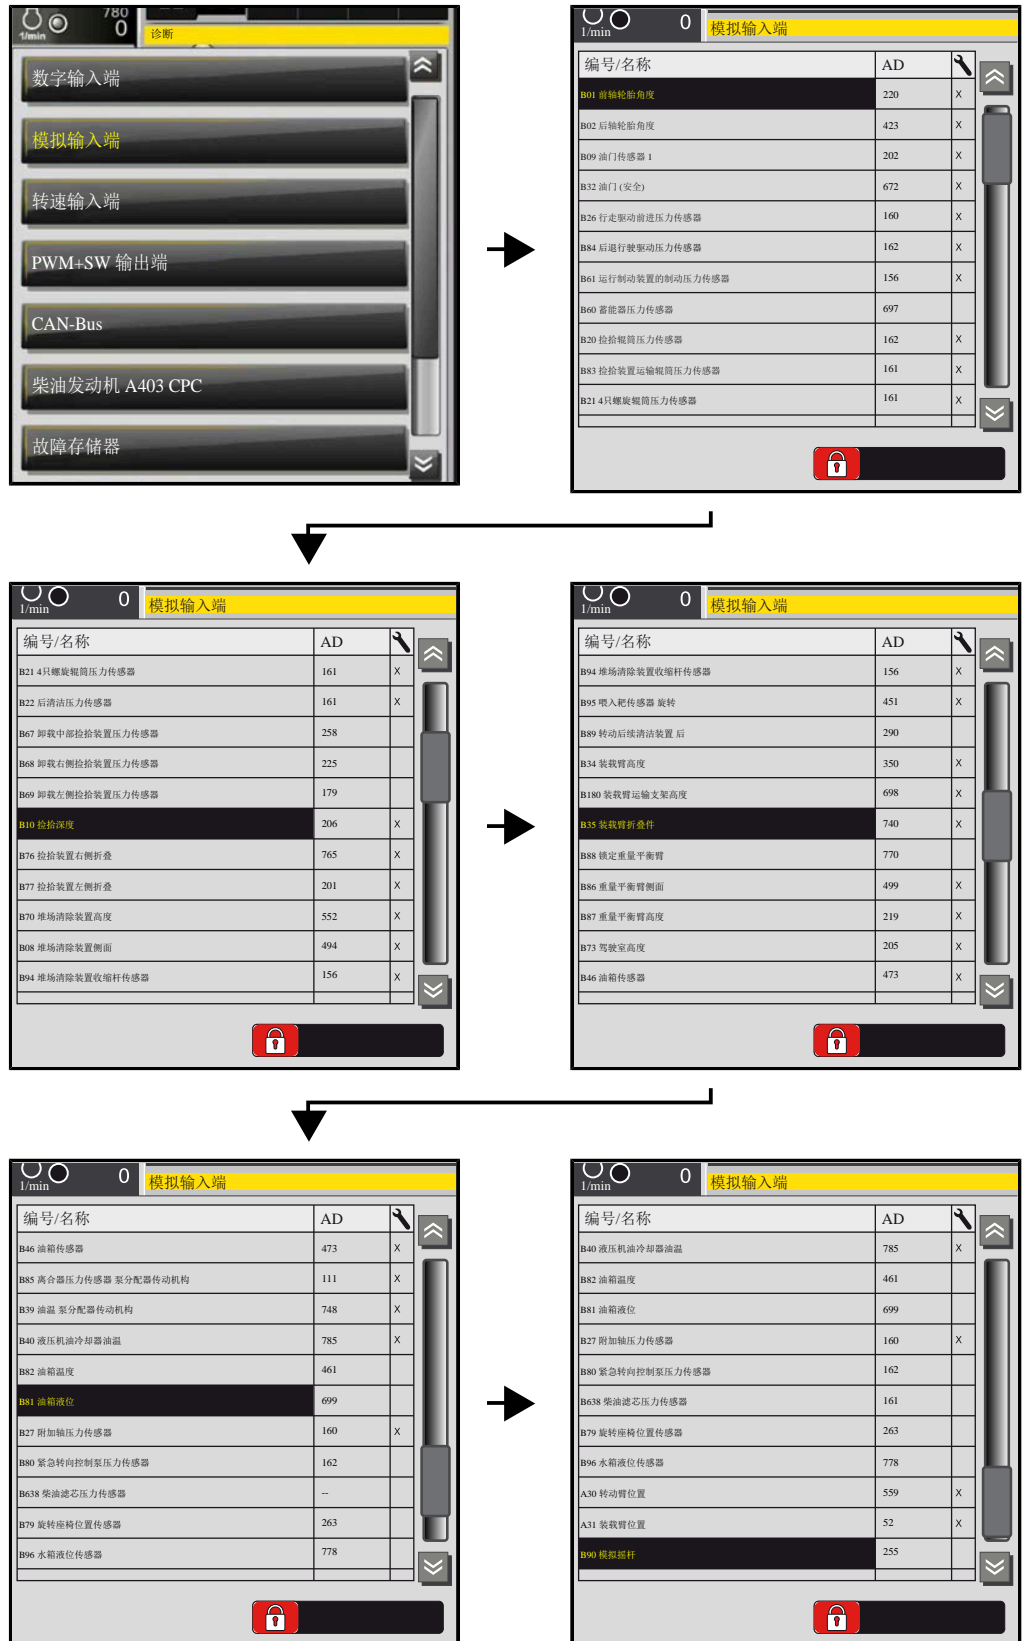 780
1/min 0 诊断
数字输入端
模拟输入端
转速输入端
PWM+SW 输出端
CAN-Bus
柴油发动机 A403 CPC
故障存储器
1/min 0 模拟输入端
编号/名称 AD
B01 前轴轮胎角度 220 X
B02 后轴轮胎角度 423 X
B09 油门传感器 1 202 X
B32 油门 (安全) 672 X
B26 行走驱动前进压力传感器 160 X
B84 后退行驶驱动压力传感器 162 X
B61 运行制动装置的制动压力传感器 156 X
B60 蓄能器压力传感器 697
B20 捡拾辊筒压力传感器 162 X
B83 捡拾装置运输辊筒压力传感器 161 X
B21 4只螺旋辊筒压力传感器 161 X
1/min 0 模拟输入端
编号/名称 AD
B21 4只螺旋辊筒压力传感器 161 X
B22 后清洁压力传感器 161 X
B67 卸载中部捡拾装置压力传感器 258
B68 卸载右侧捡拾装置压力传感器 225
B69 卸载左侧捡拾装置压力传感器 179
B10 捡拾深度 206 X
B76 捡拾装置右侧折叠 765 X
B77 捡拾装置左侧折叠 201 X
B70 堆场清除装置高度 552 X
B08 堆场清除装置侧面 494 X
B94 堆场清除装置收缩杆传感器 156 X
1/min 0 模拟输入端
编号/名称 AD
B94 堆场清除装置收缩杆传感器 156 X
B95 喂入耙传感器 旋转 451 X
B89 转动后续清洁装置 后 290
B34 装载臂高度 350 X
B180 装载臂运输支架高度 698 X
B35 装载臂折叠件 740 X
B88 锁定重量平衡臂 770
B86 重量平衡臂侧面 499 X
B87 重量平衡臂高度 219 X
B73 驾驶室高度 205 X
B46 油箱传感器 473 X
1/min 0 模拟输入端
编号/名称 AD
B46 油箱传感器 473 X
B85 离合器压力传感器 泵分配器传动机构 111 X
B39 油温 泵分配器传动机构 748 X
B40 液压机油冷却器油温 785 X
B82 油箱温度 461
B81 油箱液位 699
B27 附加轴压力传感器 160 X
B80 紧急转向控制泵压力传感器 162
B638 柴油滤芯压力传感器 --
B79 旋转座椅位置传感器 263
B96 水箱液位传感器 778
1/min 0 模拟输入端
编号/名称 AD
B40 液压机油冷却器油温 785 X
B82 油箱温度 461
B81 油箱液位 699
B27 附加轴压力传感器 160 X
B80 紧急转向控制泵压力传感器 162
B638 柴油滤芯压力传感器 161
B79 旋转座椅位置传感器 263
B96 水箱液位传感器 778
A30 转动臂位置 559 X
A31 装载臂位置 52 X
B90 模拟摇杆 255